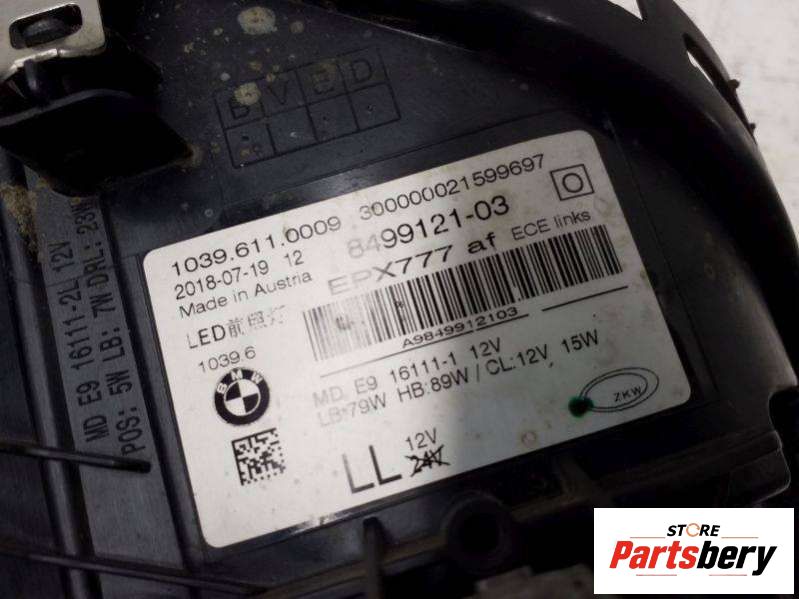 B V B D
MD E9 16111-2L 12V
POS: 5W LB: 7W DRL: 23W
1039.611.0009 300000021599697
2018-07-19 12 8499121-03
Made in Austria EPX777 af ECE links
LED前照灯
A9849912103
1039.6
MD E9 16111-1 12V
LB:79W HB:89W / CL:12V 15W
BMW
ZKW
LL 12V
24V
STORE
Partsbery